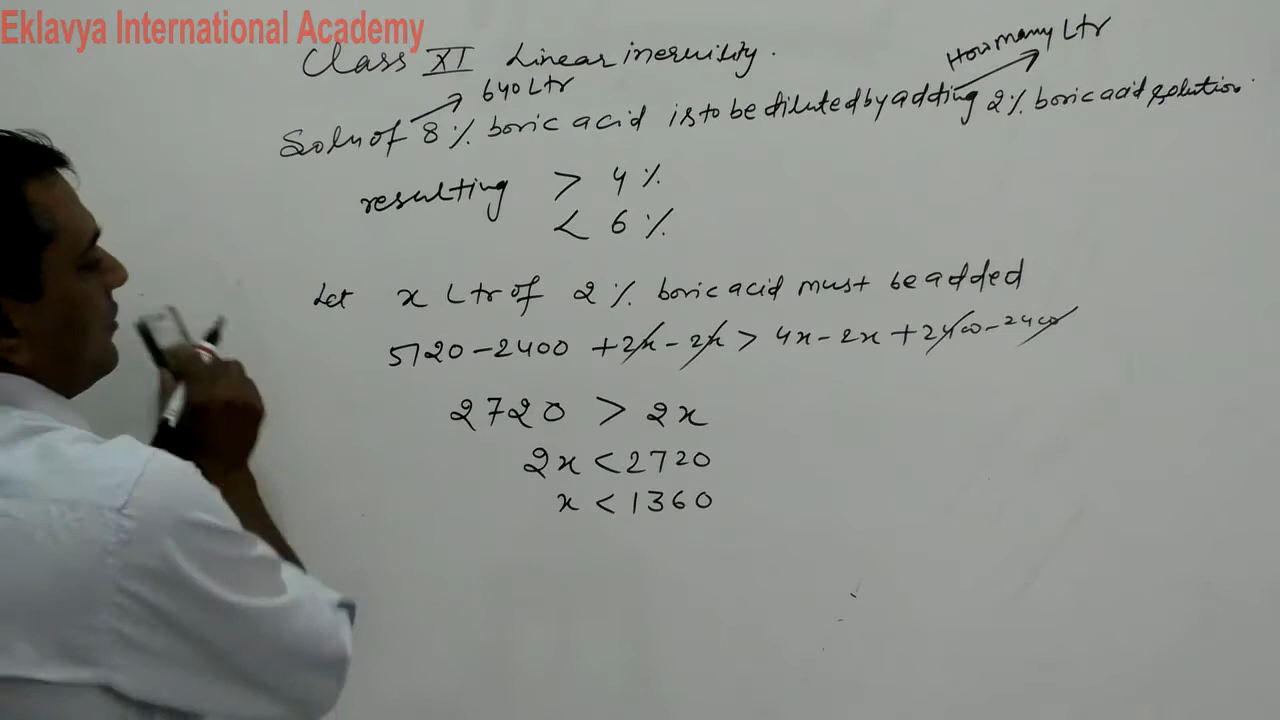 Eklavya International Academy
How many Ltr
Class XI Linear inequility.
640 Ltr
Soln of 8 % boric acid is to be diluted by adding 2 % boric acid solution.
resulting > 4 %
< 6 %
Let x Ltr of 2 % boric acid must be added
5120 - 2400 + 2x - 2x > 4x - 2x + 2400 - 2400
2720 > 2x
2x < 2720
x < 1360